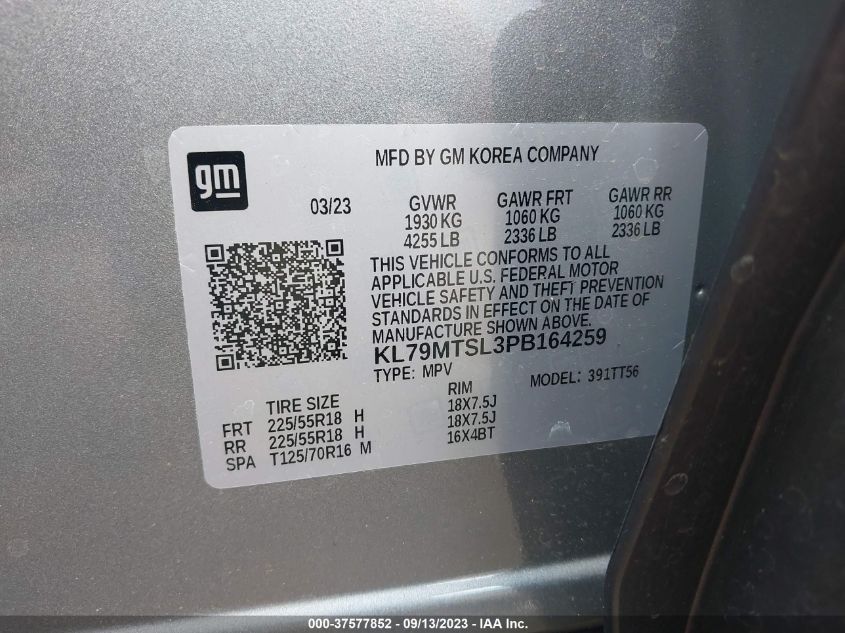 MFD BY GM KOREA COMPANY
gm
03/23
GVWR GAWR FRT GAWR RR
1930 KG 1060 KG 1060 KG
4255 LB 2336 LB 2336 LB
THIS VEHICLE CONFORMS TO ALL
APPLICABLE U.S. FEDERAL MOTOR
VEHICLE SAFETY AND THEFT PREVENTION
STANDARDS IN EFFECT ON THE DATE OF
MANUFACTURE SHOWN ABOVE.
KL79MTSL3PB164259
TYPE: MPV MODEL: 391TT56
TIRE SIZE RIM
FRT 225/55R18 H 18X7.5J
RR 225/55R18 H 18X7.5J
SPA T125/70R16 M 16X4BT
000-37577852 - 09/13/2023 - IAA Inc.